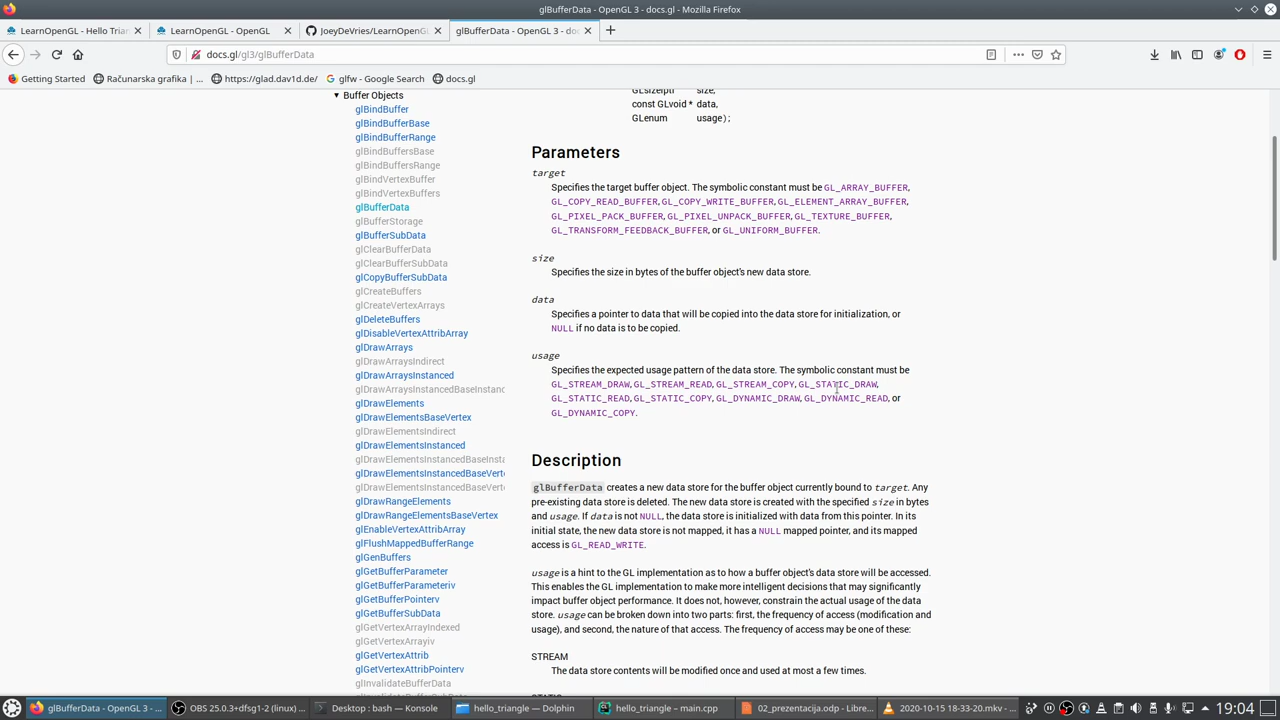 glBufferData - OpenGL 3 - docs.gl - Mozilla Firefox
LearnOpenGL - Hello Tria
LearnOpenGL - OpenGL
JoeyDeVries/LearnOpenGL
glBufferData - OpenGL 3 - doc
docs.gl/gl3/glBufferData
Getting Started
Računarska grafika | ...
https://glad.dav1d.de/
glfw - Google Search
docs.gl
Buffer Objects
glBindBuffer
glBindBufferBase
glBindBufferRange
glBindBuffersBase
glBindBuffersRange
glBindVertexBuffer
glBindVertexBuffers
glBufferData
glBufferStorage
glBufferSubData
glClearBufferData
glClearBufferSubData
glCopyBufferSubData
glCreateBuffers
glCreateVertexArrays
glDeleteBuffers
glDisableVertexAttribArray
glDrawArrays
glDrawArraysIndirect
glDrawArraysInstanced
glDrawArraysInstancedBaseInstanc
glDrawElements
glDrawElementsBaseVertex
glDrawElementsIndirect
glDrawElementsInstanced
glDrawElementsInstancedBaseInsta
glDrawElementsInstancedBaseVerte
glDrawElementsInstancedBaseVerte
glDrawRangeElements
glDrawRangeElementsBaseVertex
glEnableVertexAttribArray
glFlushMappedBufferRange
glGenBuffers
glGetBufferParameter
glGetBufferParameteriv
glGetBufferPointerv
glGetBufferSubData
glGetVertexArrayIndexed
glGetVertexArrayiv
glGetVertexAttrib
glGetVertexAttribPointerv
glInvalidateBufferData
GLsizeiptr size,
const GLvoid * data,
GLenum usage);
Parameters
target
Specifies the target buffer object. The symbolic constant must be GL_ARRAY_BUFFER,
GL_COPY_READ_BUFFER, GL_COPY_WRITE_BUFFER, GL_ELEMENT_ARRAY_BUFFER,
GL_PIXEL_PACK_BUFFER, GL_PIXEL_UNPACK_BUFFER, GL_TEXTURE_BUFFER,
GL_TRANSFORM_FEEDBACK_BUFFER, or GL_UNIFORM_BUFFER.
size
Specifies the size in bytes of the buffer object's new data store.
data
Specifies a pointer to data that will be copied into the data store for initialization, or
NULL if no data is to be copied.
usage
Specifies the expected usage pattern of the data store. The symbolic constant must be
GL_STREAM_DRAW, GL_STREAM_READ, GL_STREAM_COPY, GL_STATIC_DRAW,
GL_STATIC_READ, GL_STATIC_COPY, GL_DYNAMIC_DRAW, GL_DYNAMIC_READ, or
GL_DYNAMIC_COPY.
Description
glBufferData creates a new data store for the buffer object currently bound to target. Any
pre-existing data store is deleted. The new data store is created with the specified size in bytes
and usage. If data is not NULL, the data store is initialized with data from this pointer. In its
initial state, the new data store is not mapped, it has a NULL mapped pointer, and its mapped
access is GL_READ_WRITE.
usage is a hint to the GL implementation as to how a buffer object's data store will be accessed.
This enables the GL implementation to make more intelligent decisions that may significantly
impact buffer object performance. It does not, however, constrain the actual usage of the data
store. usage can be broken down into two parts: first, the frequency of access (modification and
usage), and second, the nature of that access. The frequency of access may be one of these:
STREAM
The data store contents will be modified once and used at most a few times.
glBufferData - OpenGL 3 - ...
OBS 25.0.3+dfsg1-2 (linux) ...
Desktop : bash — Konsole
hello_triangle — Dolphin
hello_triangle – main.cpp
02_prezentacija.odp - Libre...
2020-10-15 18-33-20.mkv - ...
19:04